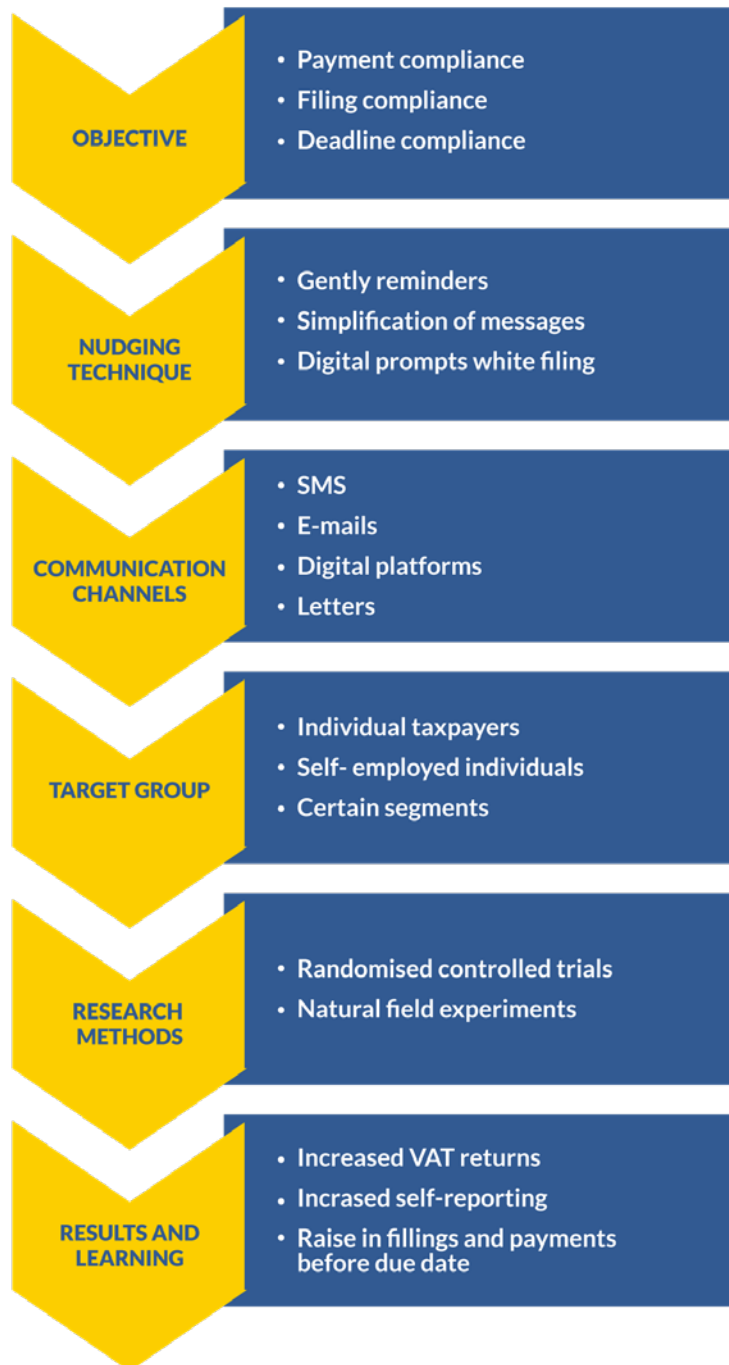 OBJECTIVE
• Payment compliance
• Filing compliance
• Deadline compliance
NUDGING
TECHNIQUE
• Gently reminders
• Simplification of messages
• Digital prompts white filing
COMMUNICATION
CHANNELS
• SMS
• E-mails
• Digital platforms
• Letters
TARGET GROUP
• Individual taxpayers
• Self- employed individuals
• Certain segments
RESEARCH
METHODS
• Randomised controlled trials
• Natural field experiments
RESULTS AND
LEARNING
• Increased VAT returns
• Incrased self-reporting
• Raise in fillings and payments
before due date